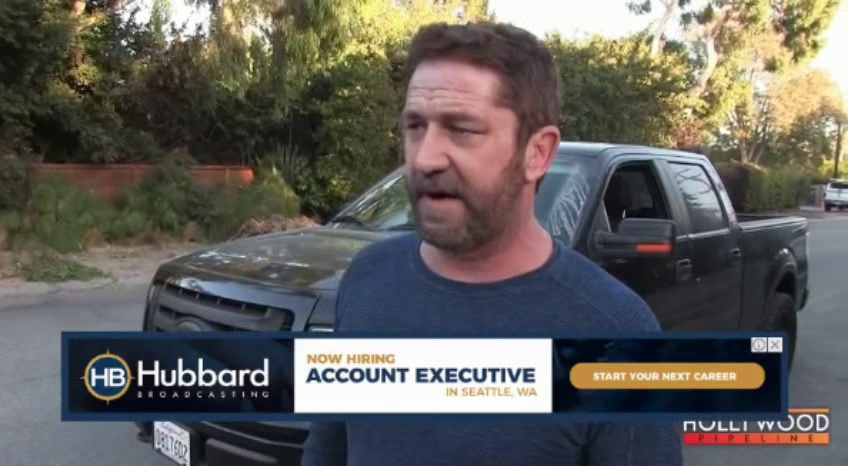 HB Hubbard
BROADCASTING
NOW HIRING
ACCOUNT EXECUTIVE
IN SEATTLE, WA
START YOUR NEXT CAREER
HOLLYWOOD
PIPELINE